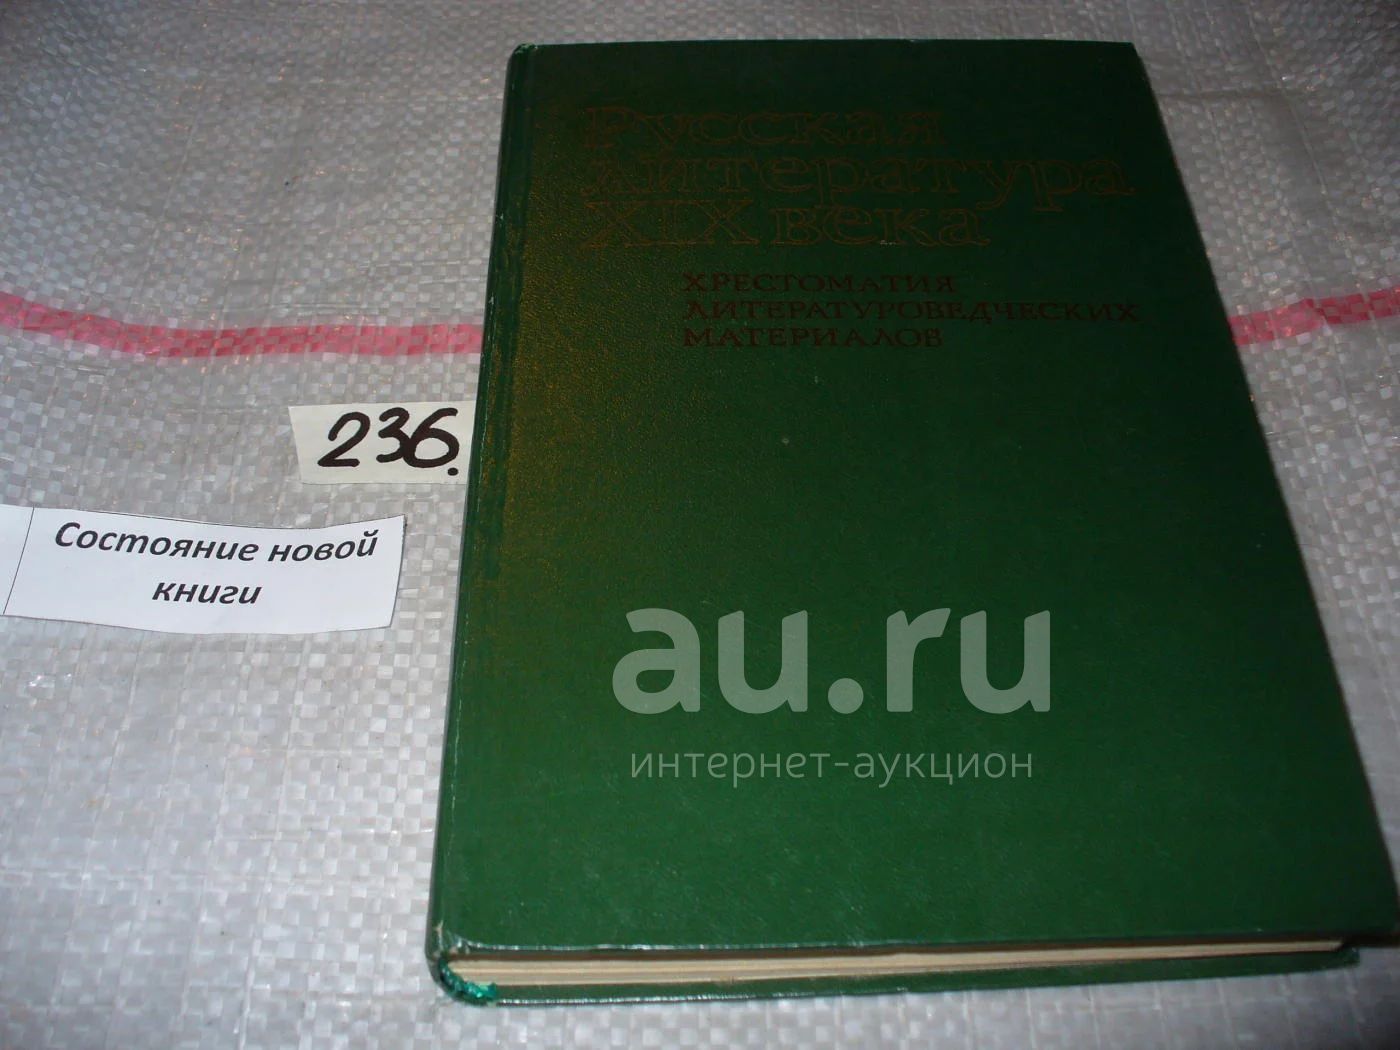 Русская
литература
XIX века
ХРЕСТОМАТИЯ
ЛИТЕРАТУРОВЕДЧЕСКИХ
МАТЕРИАЛОВ
236.
Состояние новой
книги
au.ru
интернет-аукцион